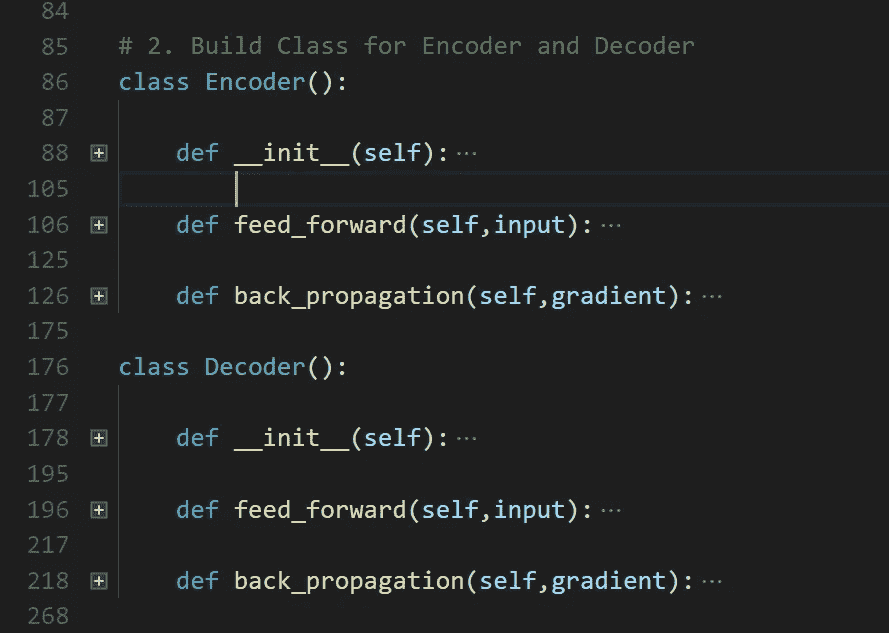 84
85 # 2. Build Class for Encoder and Decoder
86 class Encoder():
87
88 def __init__(self):···
105
106 def feed_forward(self,input):···
125
126 def back_propagation(self,gradient):···
175
176 class Decoder():
177
178 def __init__(self):···
195
196 def feed_forward(self,input):···
217
218 def back_propagation(self,gradient):···
268